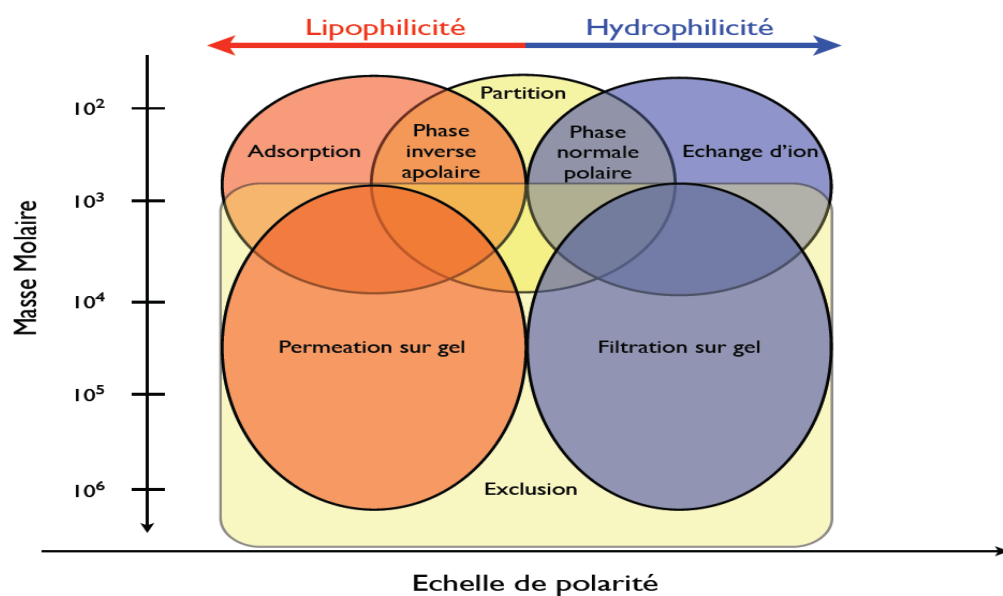 Lipophilicité
Hydrophilicité
10²
Partition
Adsorption
Phase
inverse
apolaire
Phase
normale
polaire
Echange d'ion
10³
Masse Molaire
10⁴
Permeation sur gel
Filtration sur gel
10⁵
10⁶
Exclusion
Echelle de polarité